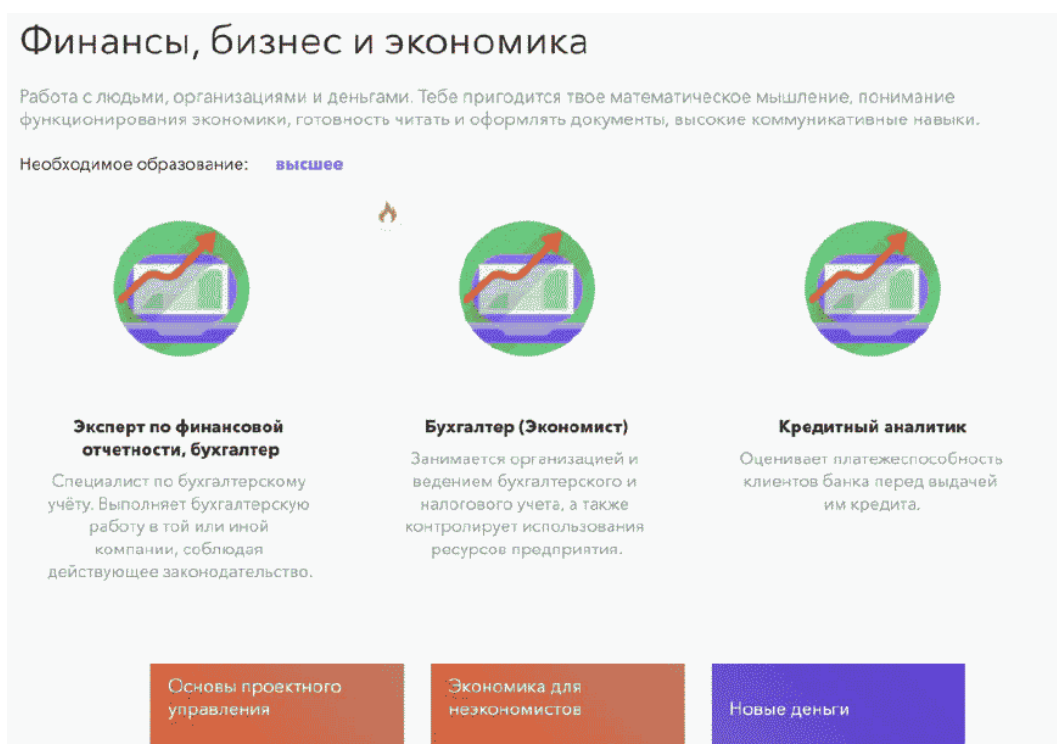 Финансы, бизнес и экономика
Работа с людьми, организациями и деньгами. Тебе пригодится твое математическое мышление, понимание
функционирования экономики, готовность читать и оформлять документы, высокие коммуникативные навыки.
Необходимое образование: высшее
Эксперт по финансовой
отчетности, бухгалтер
Специалист по бухгалтерскому
учёту. Выполняет бухгалтерскую
работу в той или иной
компании, соблюдая
действующее законодательство.
Бухгалтер (Экономист)
Занимается организацией и
ведением бухгалтерского и
налогового учета, а также
контролирует использования
ресурсов предприятия.
Кредитный аналитик
Оценивает платежеспособность
клиентов банка перед выдачей
им кредита.
Основы проектного
управления
Экономика для
неэкономистов
Новые деньги